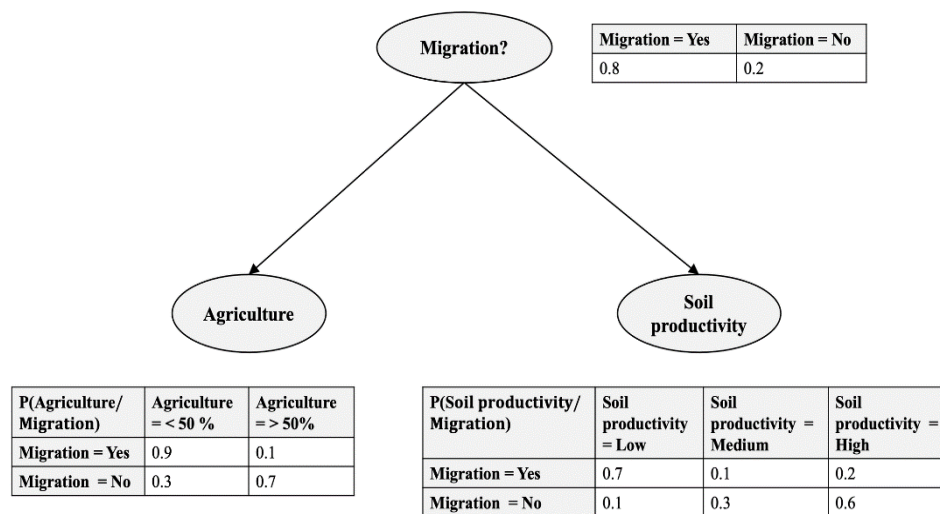 Migration?
Migration = Yes Migration = No
0.8 0.2
Agriculture
Soil
productivity
P(Agriculture/ Agriculture Agriculture
Migration) = < 50 % = > 50%
Migration = Yes 0.9 0.1
Migration = No 0.3 0.7
P(Soil productivity/ Soil Soil Soil
Migration) productivity productivity = productivity =
= Low Medium High
Migration = Yes 0.7 0.1 0.2
Migration = No 0.1 0.3 0.6